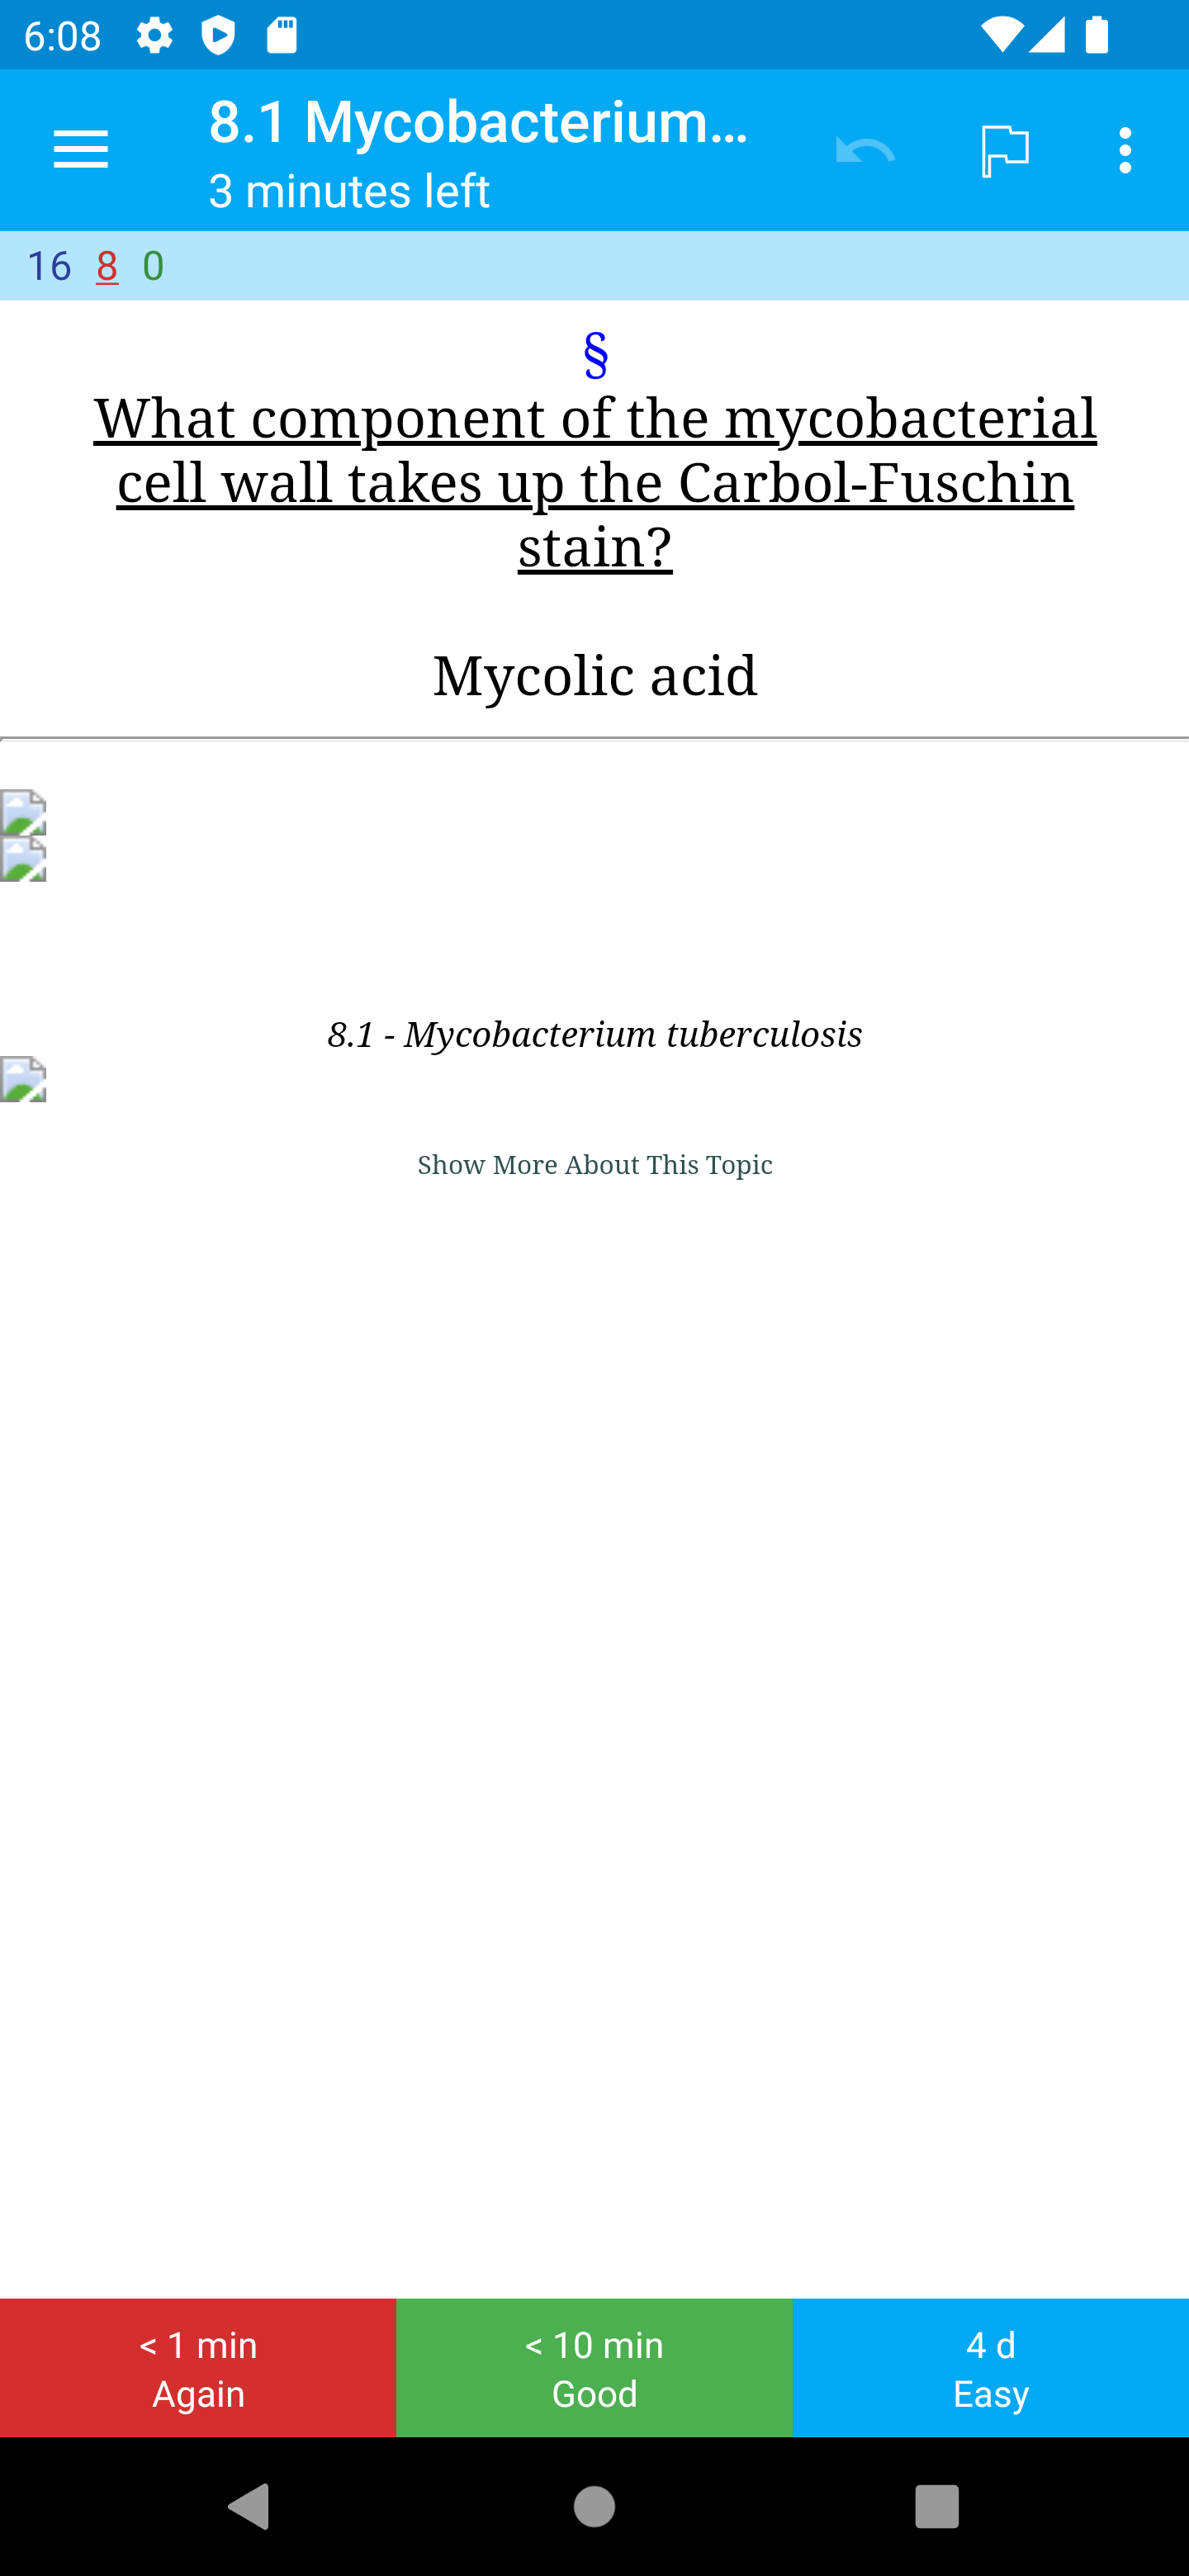 6:08
8.1 Mycobacterium...
3 minutes left
16 8 0
§
What component of the mycobacterial
cell wall takes up the Carbol-Fuschin
stain?
Mycolic acid
8.1 - Mycobacterium tuberculosis
Show More About This Topic
< 1 min
Again
< 10 min
Good
4 d
Easy